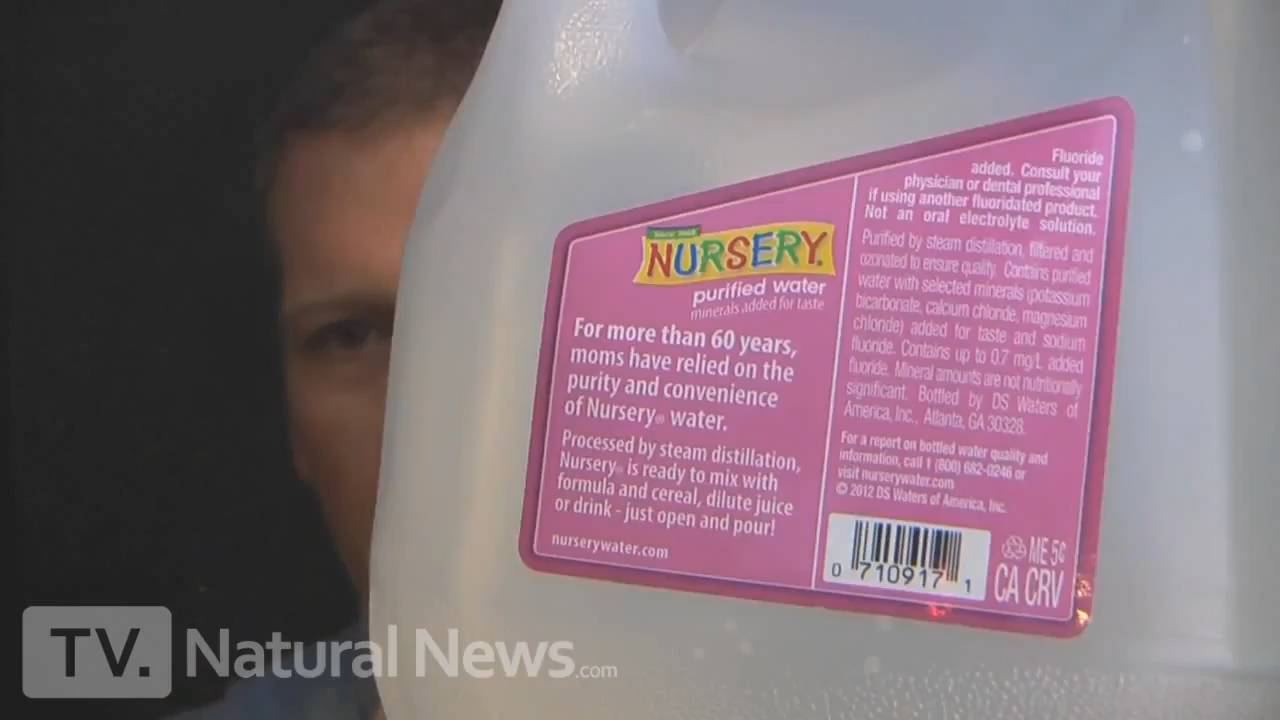 NURSERY®
purified water
minerals added for taste
For more than 60 years,
moms have relied on the
purity and convenience
of Nursery® water.
Processed by steam distillation,
Nursery® is ready to mix with
formula and cereal, dilute juice
or drink - just open and pour!
nurserywater.com
Fluoride
added. Consult your
physician or dental professional
if using another fluoridated product.
Not an oral electrolyte solution.
Purified by steam distillation, filtered and
ozonated to ensure quality. Contains purified
water with selected minerals (potassium
bicarbonate, calcium chloride, magnesium
chloride) added for taste and sodium
fluoride. Contains up to 0.7 mg/L added
fluoride. Mineral amounts are not nutritionally
significant. Bottled by DS Waters of
America, Inc., Atlanta, GA 30328.
For a report on bottled water quality and
information, call 1 (800) 682-0246 or
visit nurserywater.com
© 2012 DS Waters of America, Inc.
0 710917 1
ME 5¢
CA CRV
TV. Natural News.com